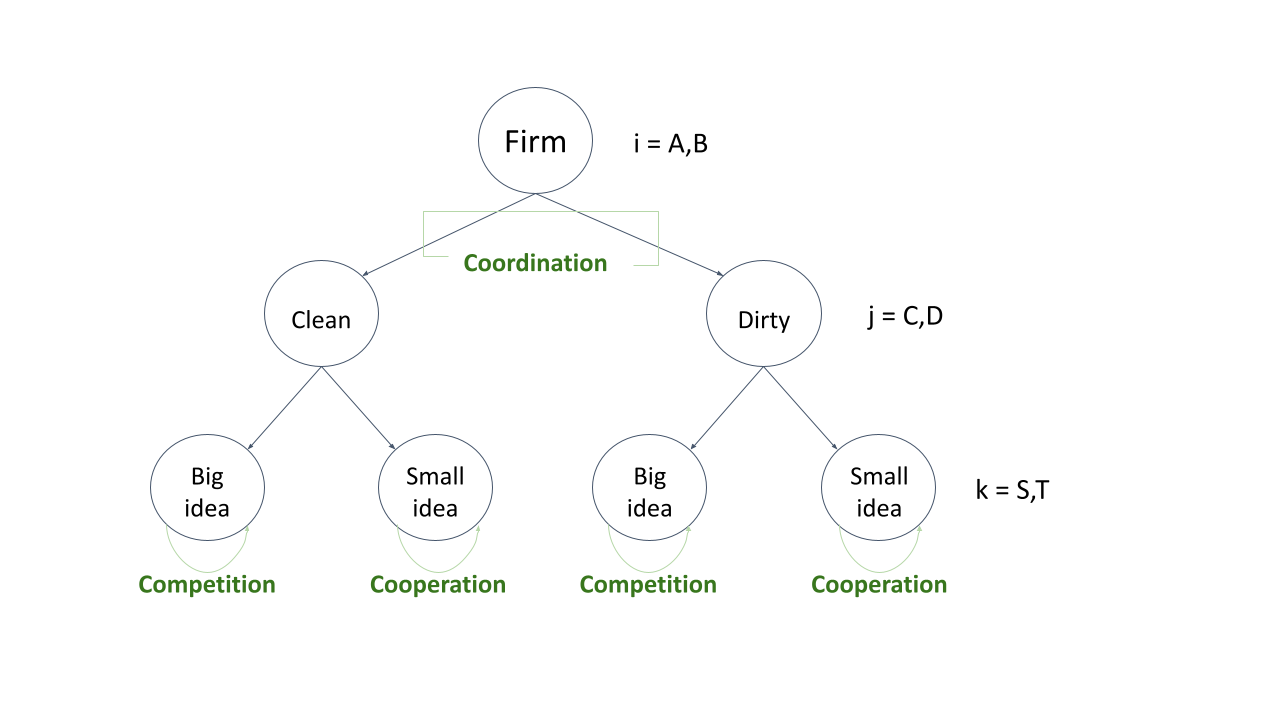 Firm
i = A,B
Coordination
Clean
Dirty
j = C,D
Big
idea
Small
idea
Big
idea
Small
idea
k = S,T
Competition
Cooperation
Competition
Cooperation